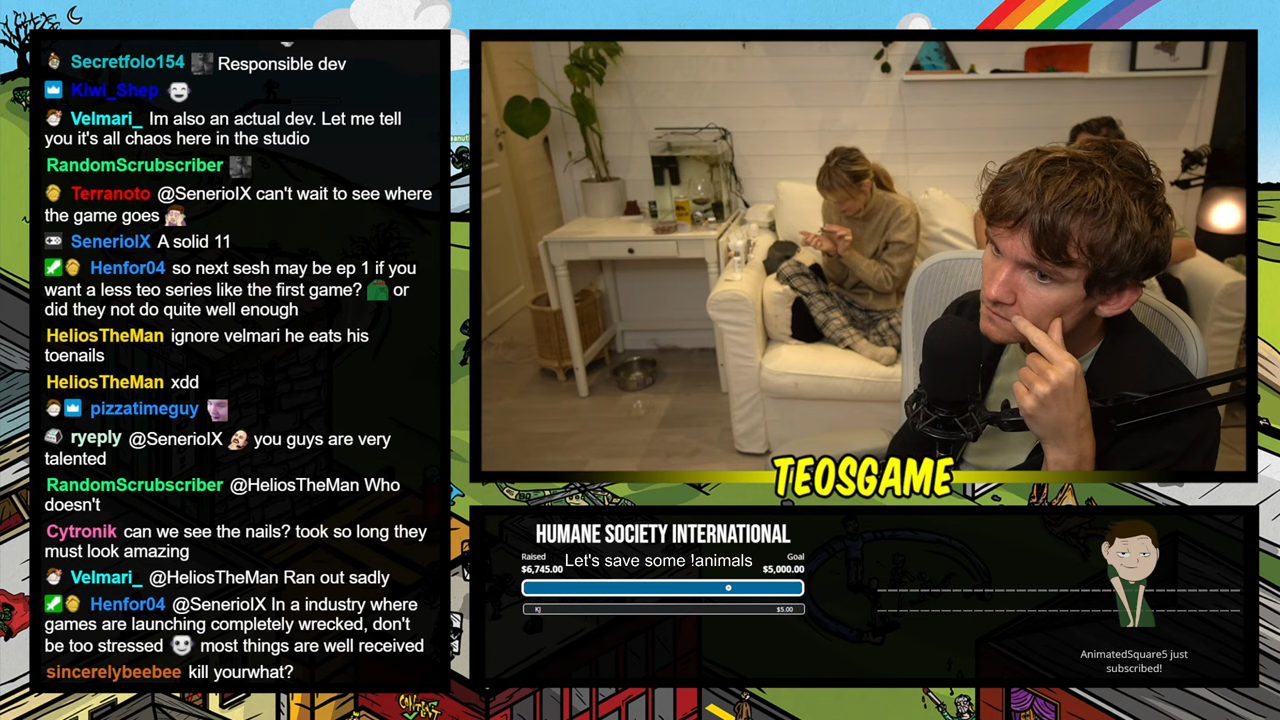 Secretfolo154 Responsible dev
Kiwi_Shep
Velmari_ Im also an actual dev. Let me tell
you it's all chaos here in the studio
RandomScrubscriber
Terranoto @SenerioIX can't wait to see where
the game goes
SenerioIX A solid 11
Henfor04 so next sesh may be ep 1 if you
want a less teo series like the first game? or
did they not do quite well enough
HeliosTheMan ignore velmari he eats his
toenails
HeliosTheMan xdd
pizzatimeguy
ryeply @SenerioIX you guys are very
talented
RandomScrubscriber @HeliosTheMan Who
doesn't
Cytronik can we see the nails? took so long they
must look amazing
Velmari_ @HeliosTheMan Ran out sadly
Henfor04 @SenerioIX In a industry where
games are launching completely wrecked, don't
be too stressed most things are well received
sincerelybeebee kill yourwhat?
TEOSGAME
HUMANE SOCIETY INTERNATIONAL
Raised Let's save some !animals Goal
$6,745.00 $5,000.00
KJ $5.00
AnimatedSquare5 just
subscribed!